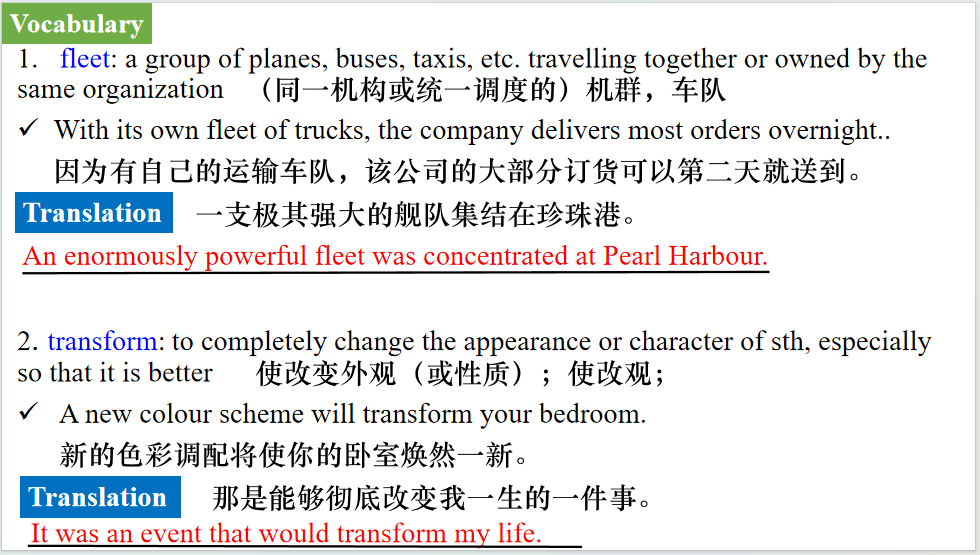 Vocabulary
1. fleet: a group of planes, buses, taxis, etc. travelling together or owned by the
same organization （同一机构或统一调度的）机群，车队
✓ With its own fleet of trucks, the company delivers most orders overnight..
因为有自己的运输车队，该公司的大部分订货可以第二天就送到。
Translation 一支极其强大的舰队集结在珍珠港。
An enormously powerful fleet was concentrated at Pearl Harbour.
2. transform: to completely change the appearance or character of sth, especially
so that it is better 使改变外观（或性质）；使改观；
✓ A new colour scheme will transform your bedroom.
新的色彩调配将使你的卧室焕然一新。
Translation 那是能够彻底改变我一生的一件事。
It was an event that would transform my life.